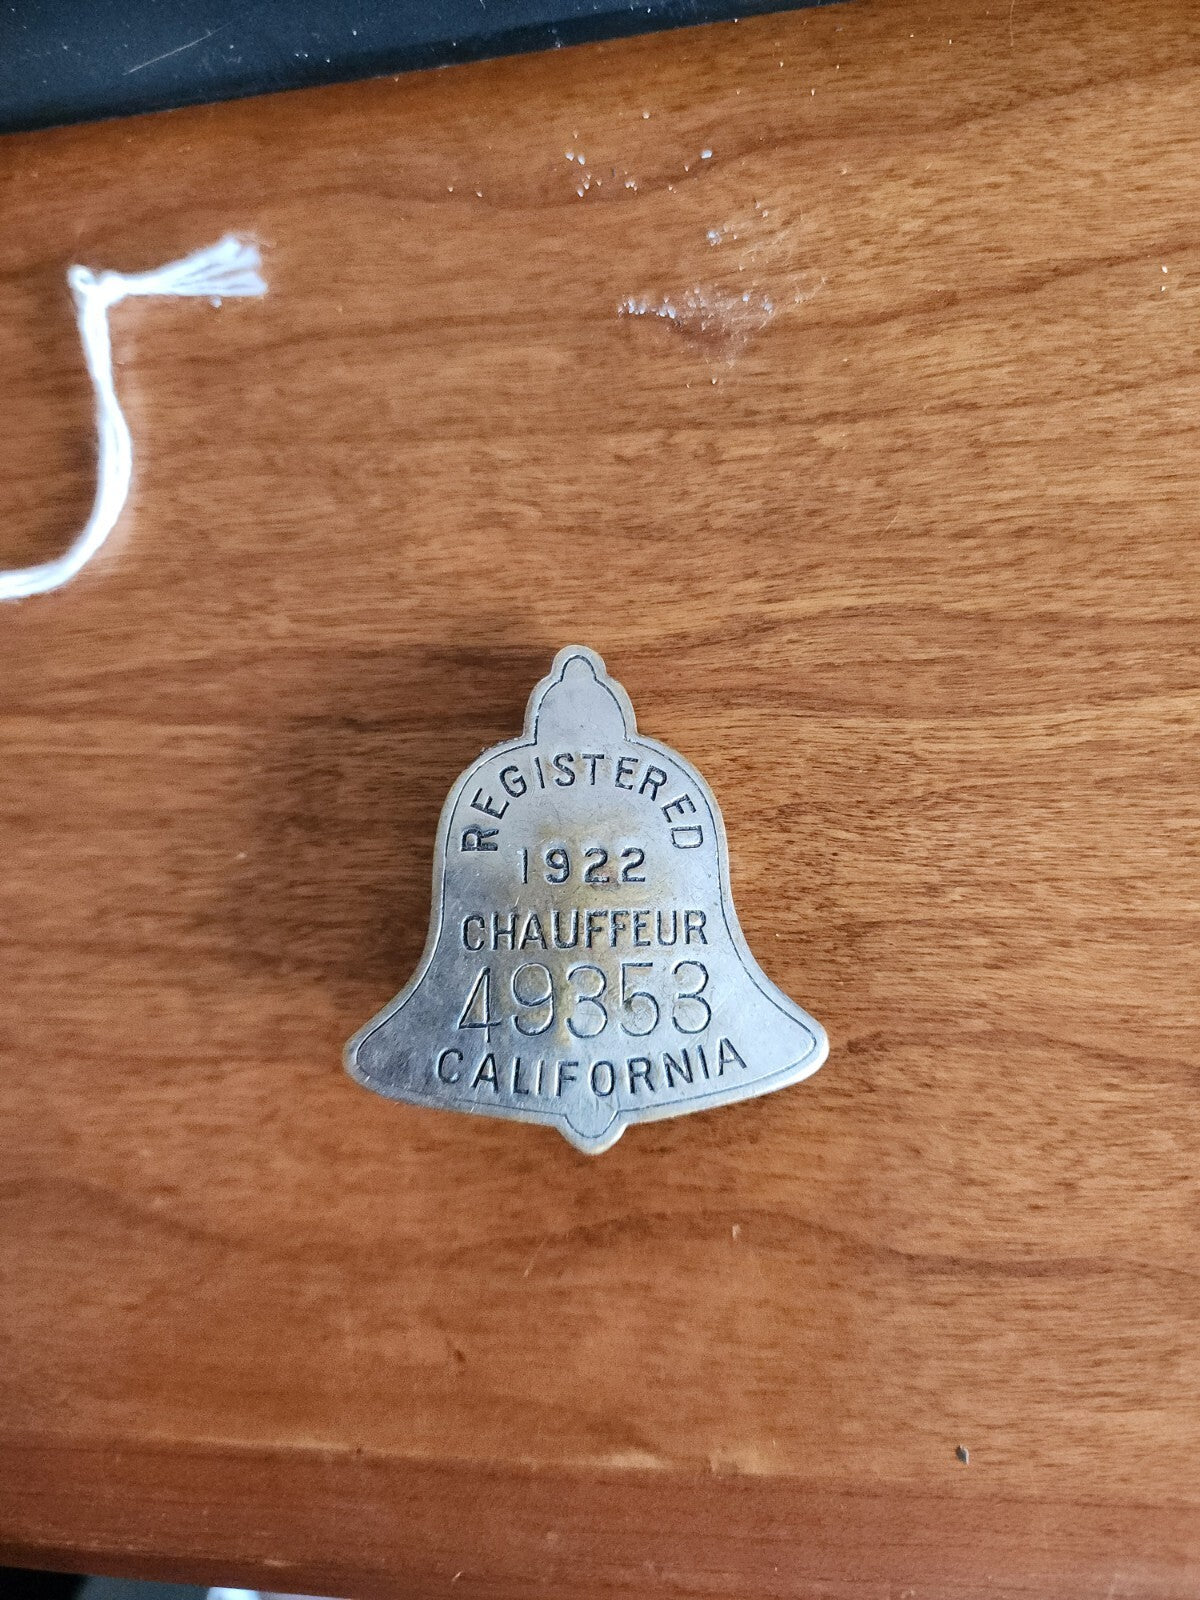 REGISTERED
1922
CHAUFFEUR
49353
CALIFORNIA